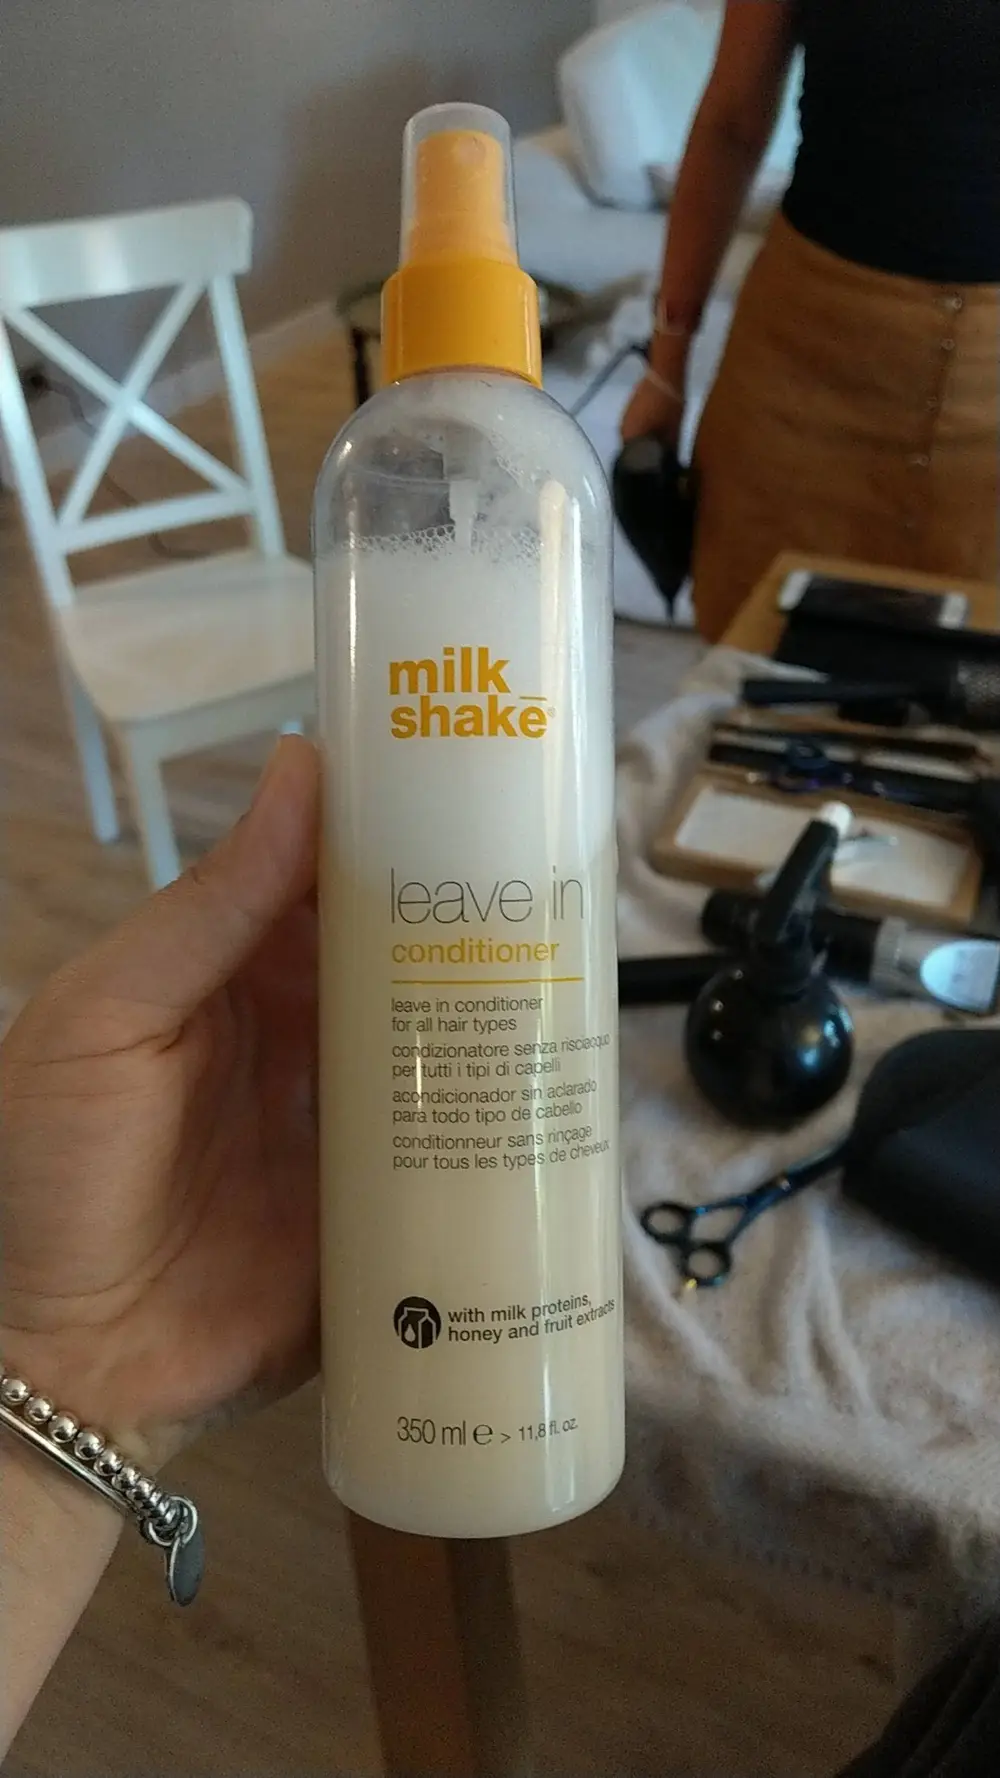 milk_
shake®
leave in
conditioner
leave in conditioner
for all hair types
condizionatore senza risciacquo
per tutti i tipi di capelli
acondicionador sin aclarado
para todo tipo de cabello
conditionneur sans rinçage
pour tous les types de cheveux
with milk proteins,
honey and fruit extracts
350 ml e > 11,8 fl. oz.